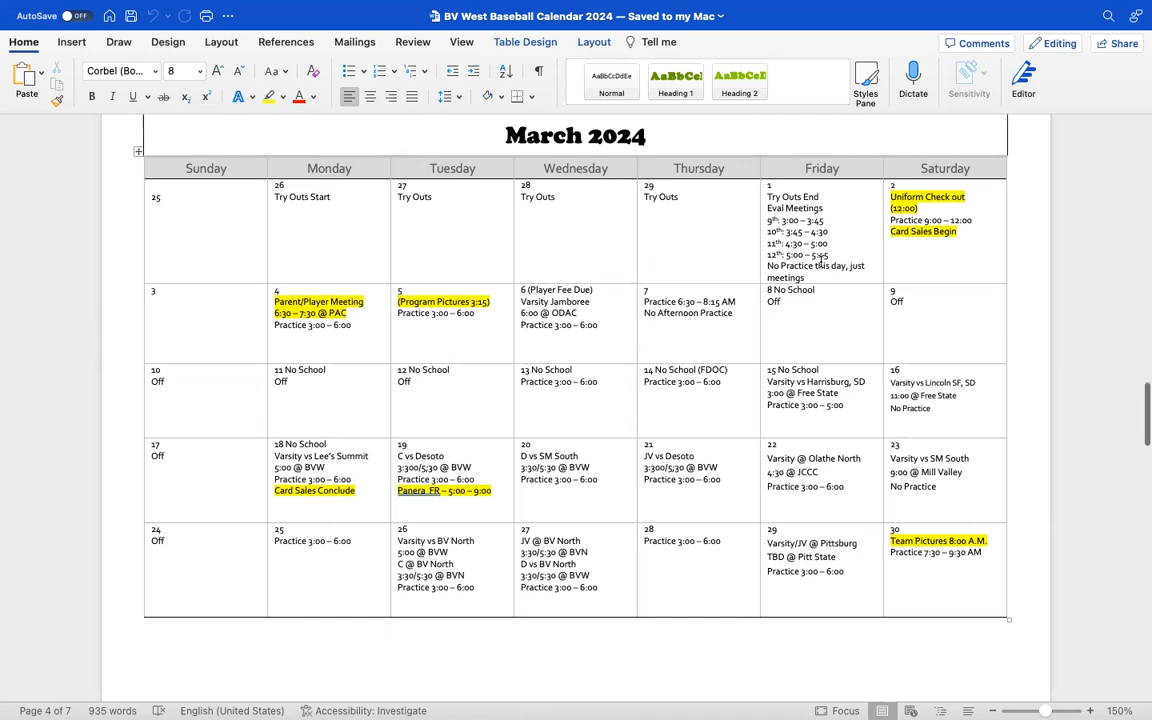 AutoSave OFF
BV West Baseball Calendar 2024 — Saved to my Mac
Home Insert Draw Design Layout References Mailings Review View Table Design Layout Tell me
Comments Editing Share
Paste
Corbel (Bo... 8
Aa
B I U ab x₂ x² A A
AaBbCcDdEe
Normal
AaBbCcI
Heading 1
AaBbCcI
Heading 2
Styles Pane
Dictate
Sensitivity
Editor
March 2024
Sunday Monday Tuesday Wednesday Thursday Friday Saturday
25
26
Try Outs Start
27
Try Outs
28
Try Outs
29
Try Outs
1
Try Outs End
Eval Meetings
9th: 3:00 – 3:45
10th: 3:45 – 4:30
11th: 4:30 – 5:00
12th: 5:00 – 5:45
No Practice this day, just
meetings
2
Uniform Check out
(12:00)
Practice 9:00 – 12:00
Card Sales Begin
3
4
Parent/Player Meeting
6:30 – 7:30 @ PAC
Practice 3:00 – 6:00
5
(Program Pictures 3:15)
Practice 3:00 – 6:00
6 (Player Fee Due)
Varsity Jamboree
6:00 @ ODAC
Practice 3:00 – 6:00
7
Practice 6:30 – 8:15 AM
No Afternoon Practice
8 No School
Off
9
Off
10
Off
11 No School
Off
12 No School
Off
13 No School
Practice 3:00 – 6:00
14 No School (FDOC)
Practice 3:00 – 6:00
15 No School
Varsity vs Harrisburg, SD
3:00 @ Free State
Practice 3:00 – 5:00
16
Varsity vs Lincoln SF, SD
11:00 @ Free State
No Practice
17
Off
18 No School
Varsity vs Lee's Summit
5:00 @ BVW
Practice 3:00 – 6:00
Card Sales Conclude
19
C vs Desoto
3:300/5:30 @ BVW
Practice 3:00 – 6:00
Panera FR – 5:00 – 9:00
20
D vs SM South
3:30/5:30 @ BVW
Practice 3:00 – 6:00
21
JV vs Desoto
3:300/5:30 @ BVW
Practice 3:00 – 6:00
22
Varsity @ Olathe North
4:30 @ JCCC
Practice 3:00 – 6:00
23
Varsity vs SM South
9:00 @ Mill Valley
No Practice
24
Off
25
Practice 3:00 – 6:00
26
Varsity vs BV North
5:00 @ BVW
C @ BV North
3:30/5:30 @ BVN
Practice 3:00 – 6:00
27
JV @ BV North
3:30/5:30 @ BVN
D vs BV North
3:30/5:30 @ BVW
Practice 3:00 – 6:00
28
Practice 3:00 – 6:00
29
Varsity/JV @ Pittsburg
TBD @ Pitt State
Practice 3:00 – 6:00
30
Team Pictures 8:00 A.M.
Practice 7:30 – 9:30 AM
Page 4 of 7 935 words English (United States) Accessibility: Investigate Focus 150%